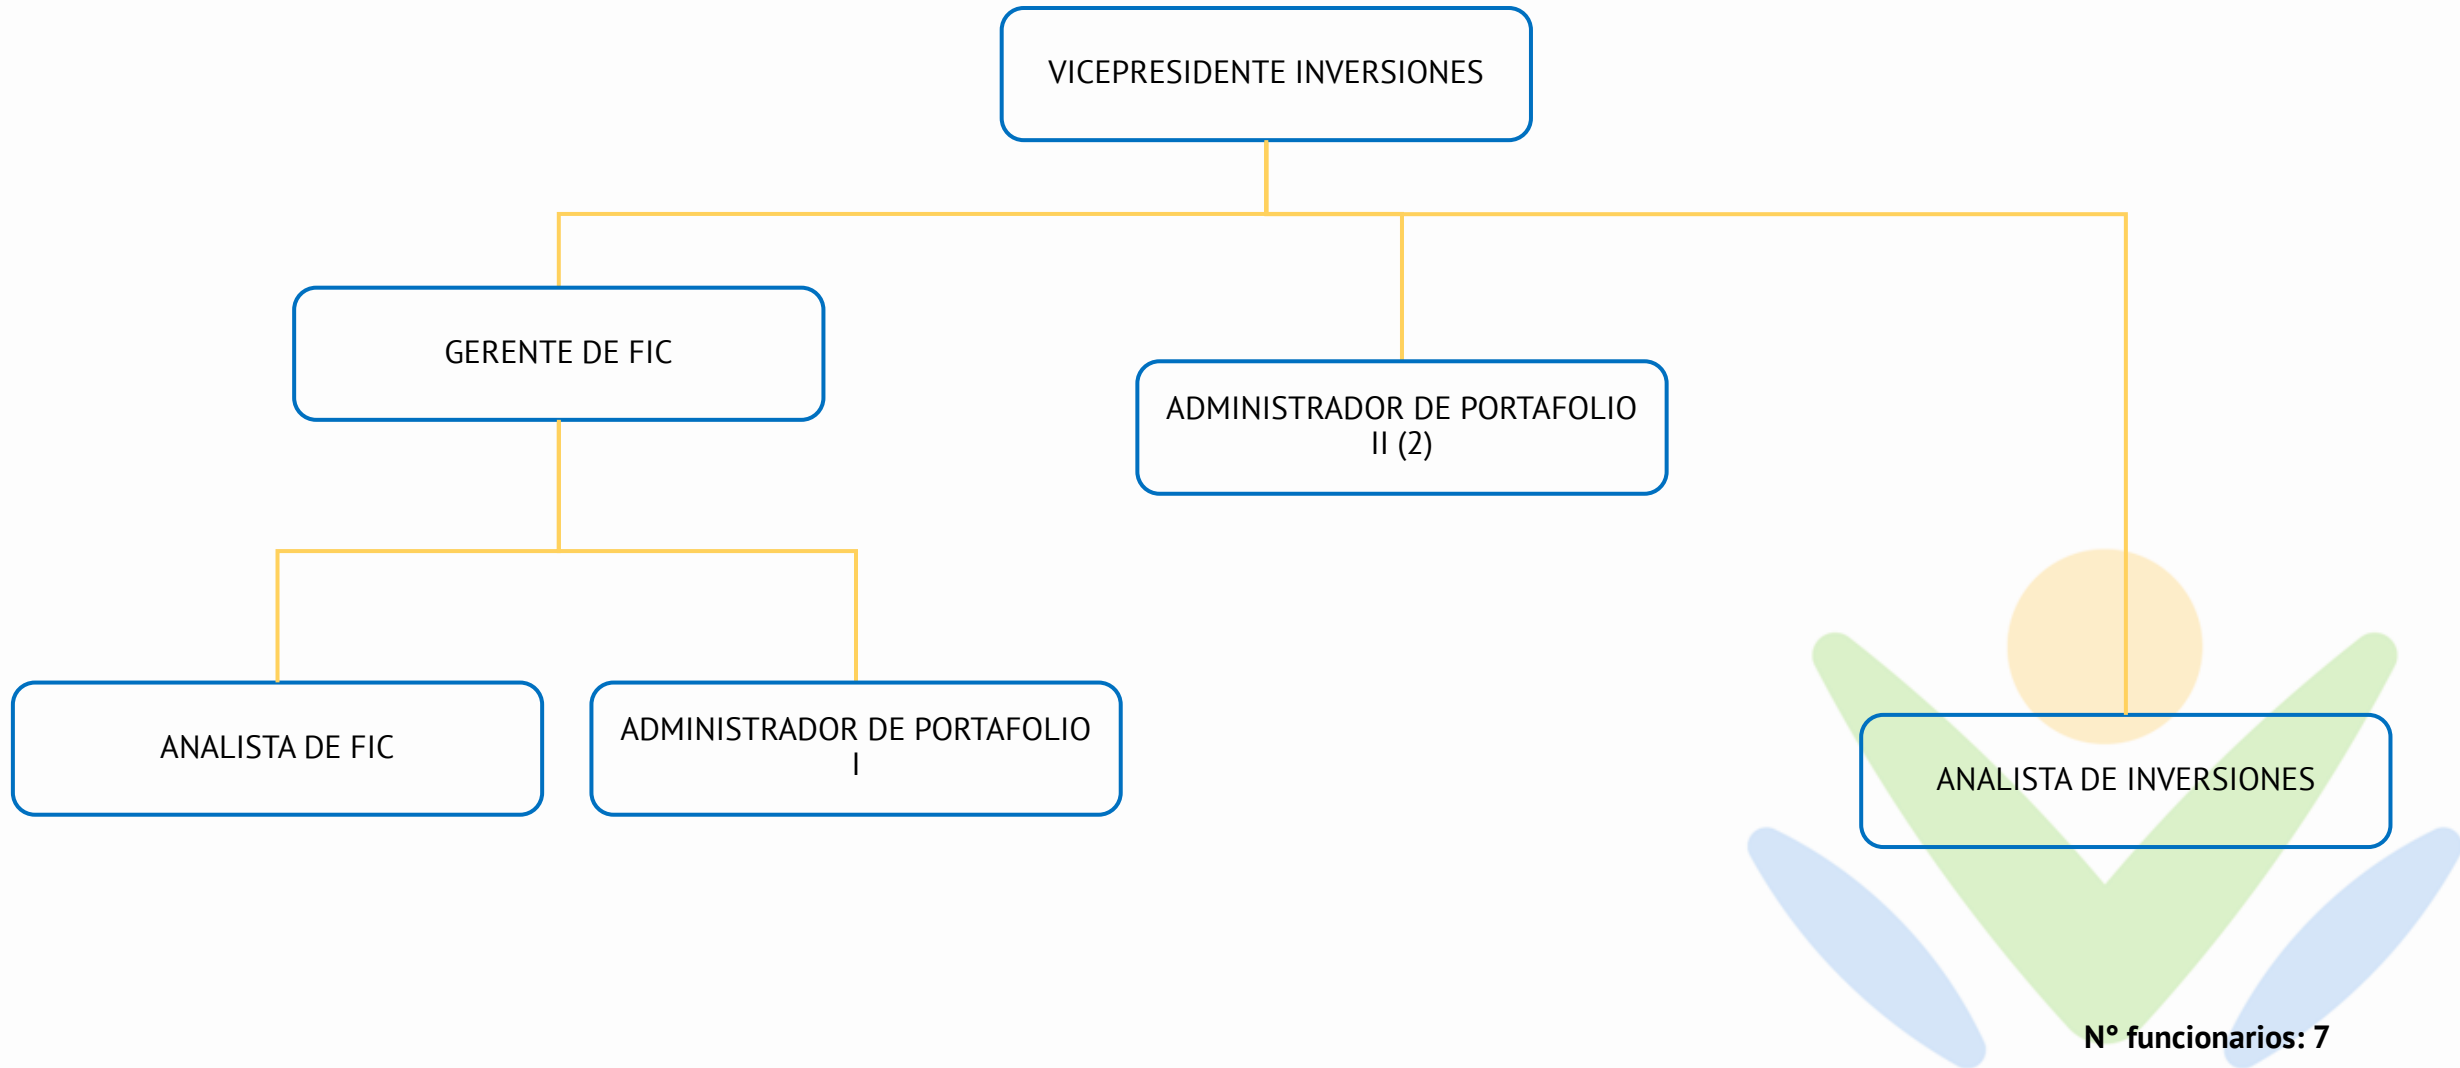 VICEPRESIDENTE INVERSIONES
GERENTE DE FIC
ADMINISTRADOR DE PORTAFOLIO
II (2)
ANALISTA DE FIC
ADMINISTRADOR DE PORTAFOLIO
I
ANALISTA DE INVERSIONES
N° funcionarios: 7